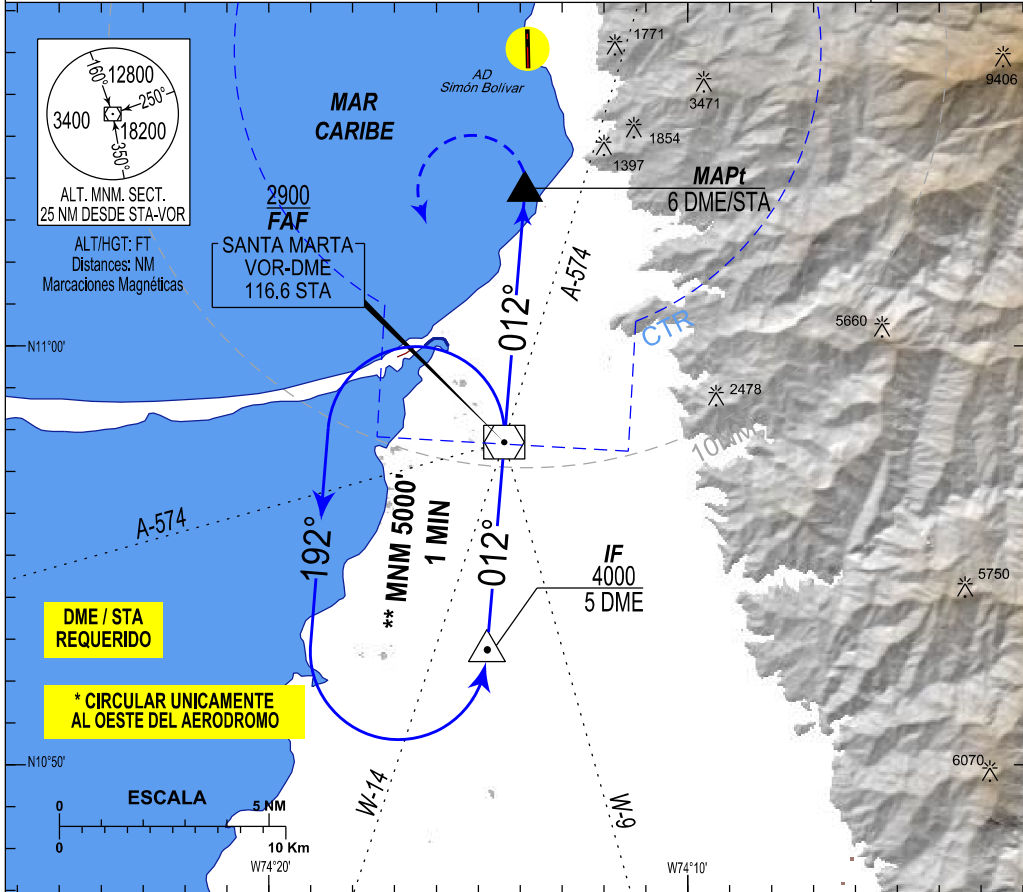 160°
12800
250°
3400
18200
350°
ALT. MNM. SECT.
25 NM DESDE STA-VOR
ALT/HGT: FT
Distances: NM
Marcaciones Magnéticas
MAR
CARIBE
AD
Simón Bolívar
1771
9406
3471
1854
1397
MAPt
6 DME/STA
2900
FAF
SANTA MARTA
VOR-DME
116.6 STA
A-574
012°
CTR
5660
N11°00'
2478
10NM
A-574
192°
** MNM 5000'
1 MIN
012°
IF
4000
5 DME
5750
DME / STA
REQUERIDO
* CIRCULAR UNICAMENTE
AL OESTE DEL AERODROMO
N10°50'
6070
ESCALA
0
5 NM
0
10 Km
W-14
W-9
W74°20'
W74°10'